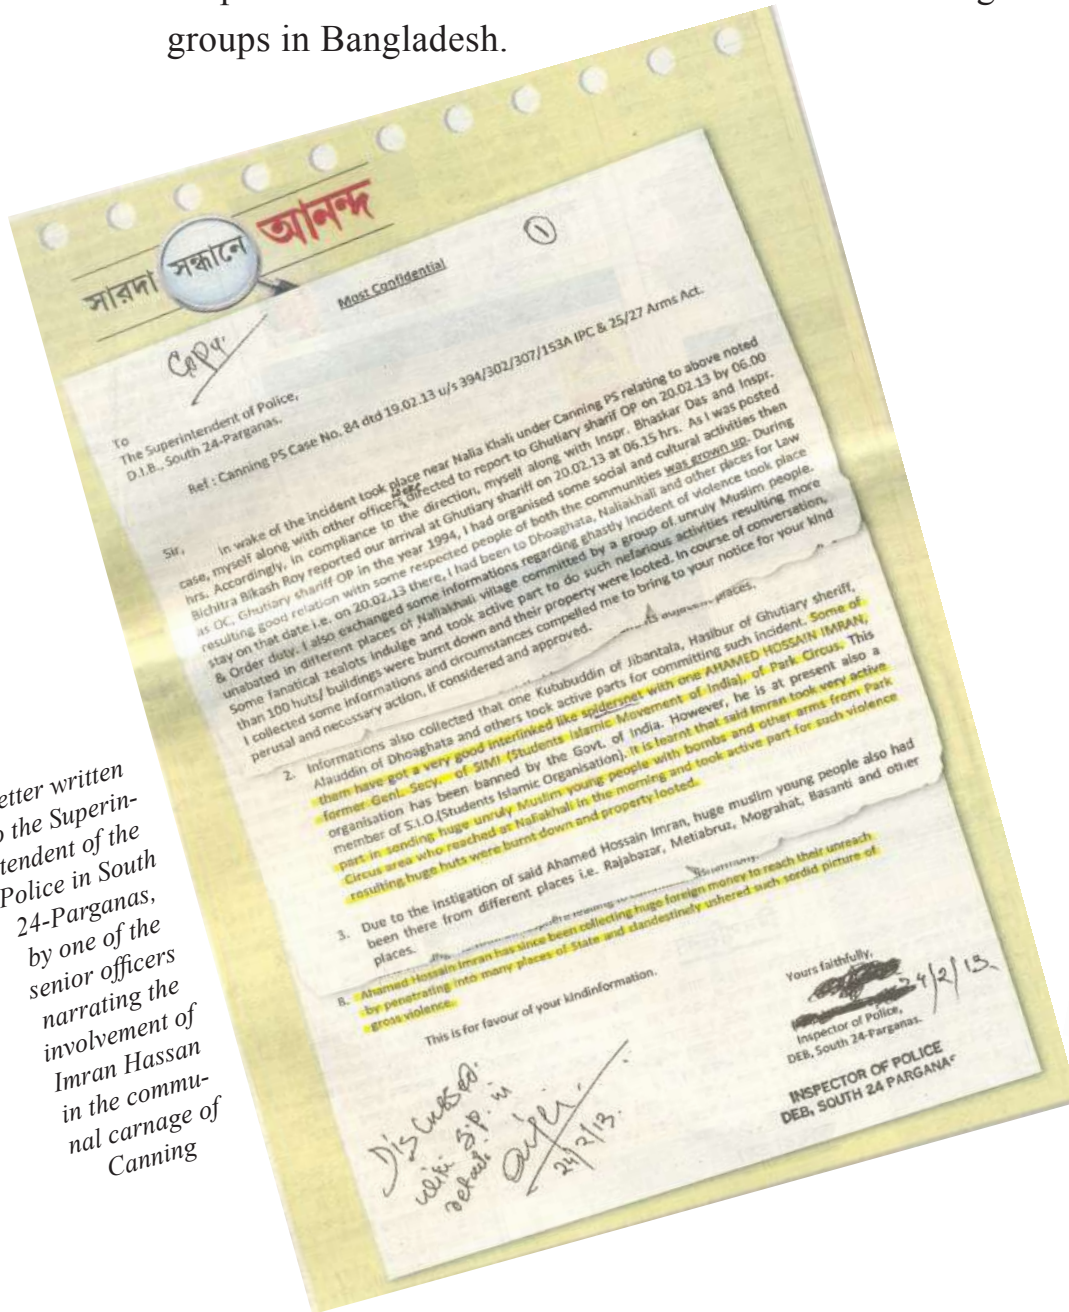 groups in Bangladesh.
সারদা সন্ধানে আনন্দ
১
Most Confidential
Copy.
To
The Superintendent of Police,
D.I.B., South 24-Parganas.
Ref : Canning PS Case No. 84 dtd 19.02.13 u/s 394/302/307/153A IPC & 25/27 Arms Act.
Sir,
In wake of the incident took place near Nalia Khali under Canning PS relating to above noted
case, myself along with other officers were directed to report to Ghutiary sharif OP on 20.02.13 by 06.00
hrs. Accordingly, in compliance to the direction, myself along with Inspr. Bhaskar Das and Inspr.
Bichitra Bikash Roy reported our arrival at Ghutiary shariff on 20.02.13 at 06.15 hrs. As I was posted
as OC, Ghutiary shariff OP in the year 1994, I had organised some social and cultural activities then
resulting good relation with some respected people of both the communities was grown up. During
stay on that date i.e. on 20.02.13 there, I had been to Dhoaghata, Naliakhali and other places for Law
& Order duty. I also exchanged some informations regarding ghastly incident of violence took place
unabated in different places of Naliakhali village committed by a group of unruly Muslim people.
Some fanatical zealots indulge and took active part to do such nefarious activities resulting more
than 100 huts/ buildings were burnt down and their property were looted. In course of conversation,
I collected some informations and circumstances compelled me to bring to your notice for your kind
perusal and necessary action, if considered and approved.
places.
2. Informations also collected that one Kutubuddin of Jibantala, Hasibur of Ghutiary sheriff,
Alauddin of Dhoaghata and others took active parts for committing such incident. Some of
them have got a very good interlinked like spidersnet with one AHAMED HOSSAIN IMRAN,
former Genl. Secy. of SIMI (Students Islamic Movement of India), of Park Circus. This
organisation has been banned by the Govt. of India. However, he is at present also a
member of S.I.O.(Students Islamic Organisation). It is learnt that said Imran took very active
part in sending huge unruly Muslim young people with bombs and other arms from Park
Circus area who reached at Naliakhali in the morning and took active part for such violence
resulting huge huts were burnt down and property looted.
3. Due to the instigation of said Ahamed Hossain Imran, huge muslim young people also had
been there from different places i.e. Rajabazar, Metiabruz, Mograhat, Basanti and other
places.
8. Ahamed Hossain Imran has since been collecting huge foreign money to reach their unreach
by penetrating into many places of State and clandestinely ushered such sordid picture of
gross violence.
This is for favour of your kindinformation.
Yours faithfully,
24/2/13.
Inspector of Police,
DEB, South 24-Parganas.
INSPECTOR OF POLICE
DEB, SOUTH 24 PARGANAS
Discussed
with S.P. in
detail.
24/2/13.
etter written
o the Superin-
tendent of the
Police in South
24-Parganas,
by one of the
senior officers
narrating the
involvement of
Imran Hassan
in the commu-
nal carnage of
Canning